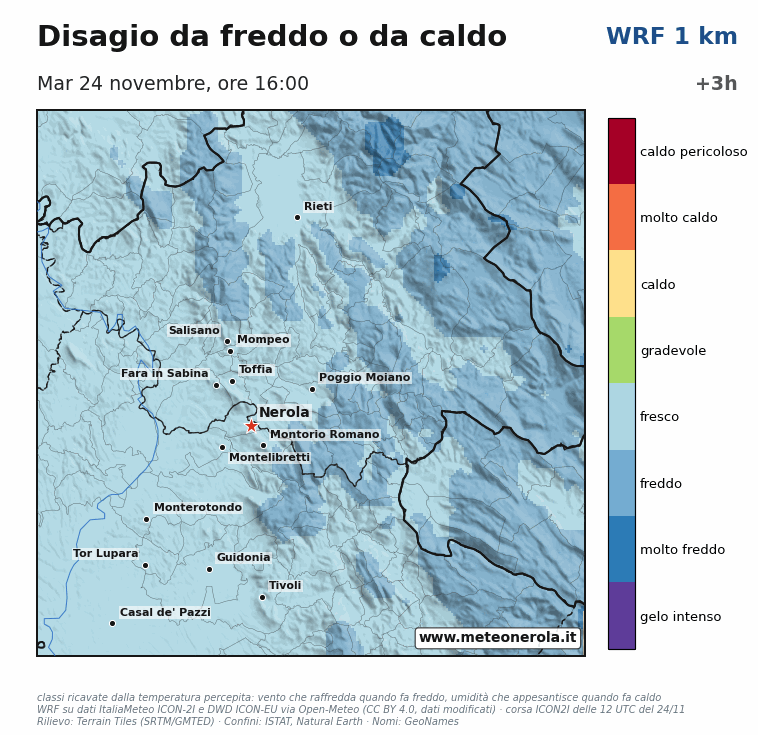 Disagio da freddo o da caldo
WRF 1 km
Mar 24 novembre, ore 16:00
+3h
caldo pericoloso
molto caldo
caldo
gradevole
fresco
freddo
molto freddo
gelo intenso
Rieti
Salisano
Mompeo
Toffia
Fara in Sabina
Poggio Moiano
Nerola
Montorio Romano
Montelibretti
Monterotondo
Tor Lupara
Guidonia
Tivoli
Casal de' Pazzi
www.meteonerola.it
classi ricavate dalla temperatura percepita: vento che raffredda quando fa freddo, umidità che appesantisce quando fa caldo
WRF su dati ItaliaMeteo ICON-2I e DWD ICON-EU via Open-Meteo (CC BY 4.0, dati modificati) · corsa ICON2I delle 12 UTC del 24/11
Rilievo: Terrain Tiles (SRTM/GMTED) · Confini: ISTAT, Natural Earth · Nomi: GeoNames